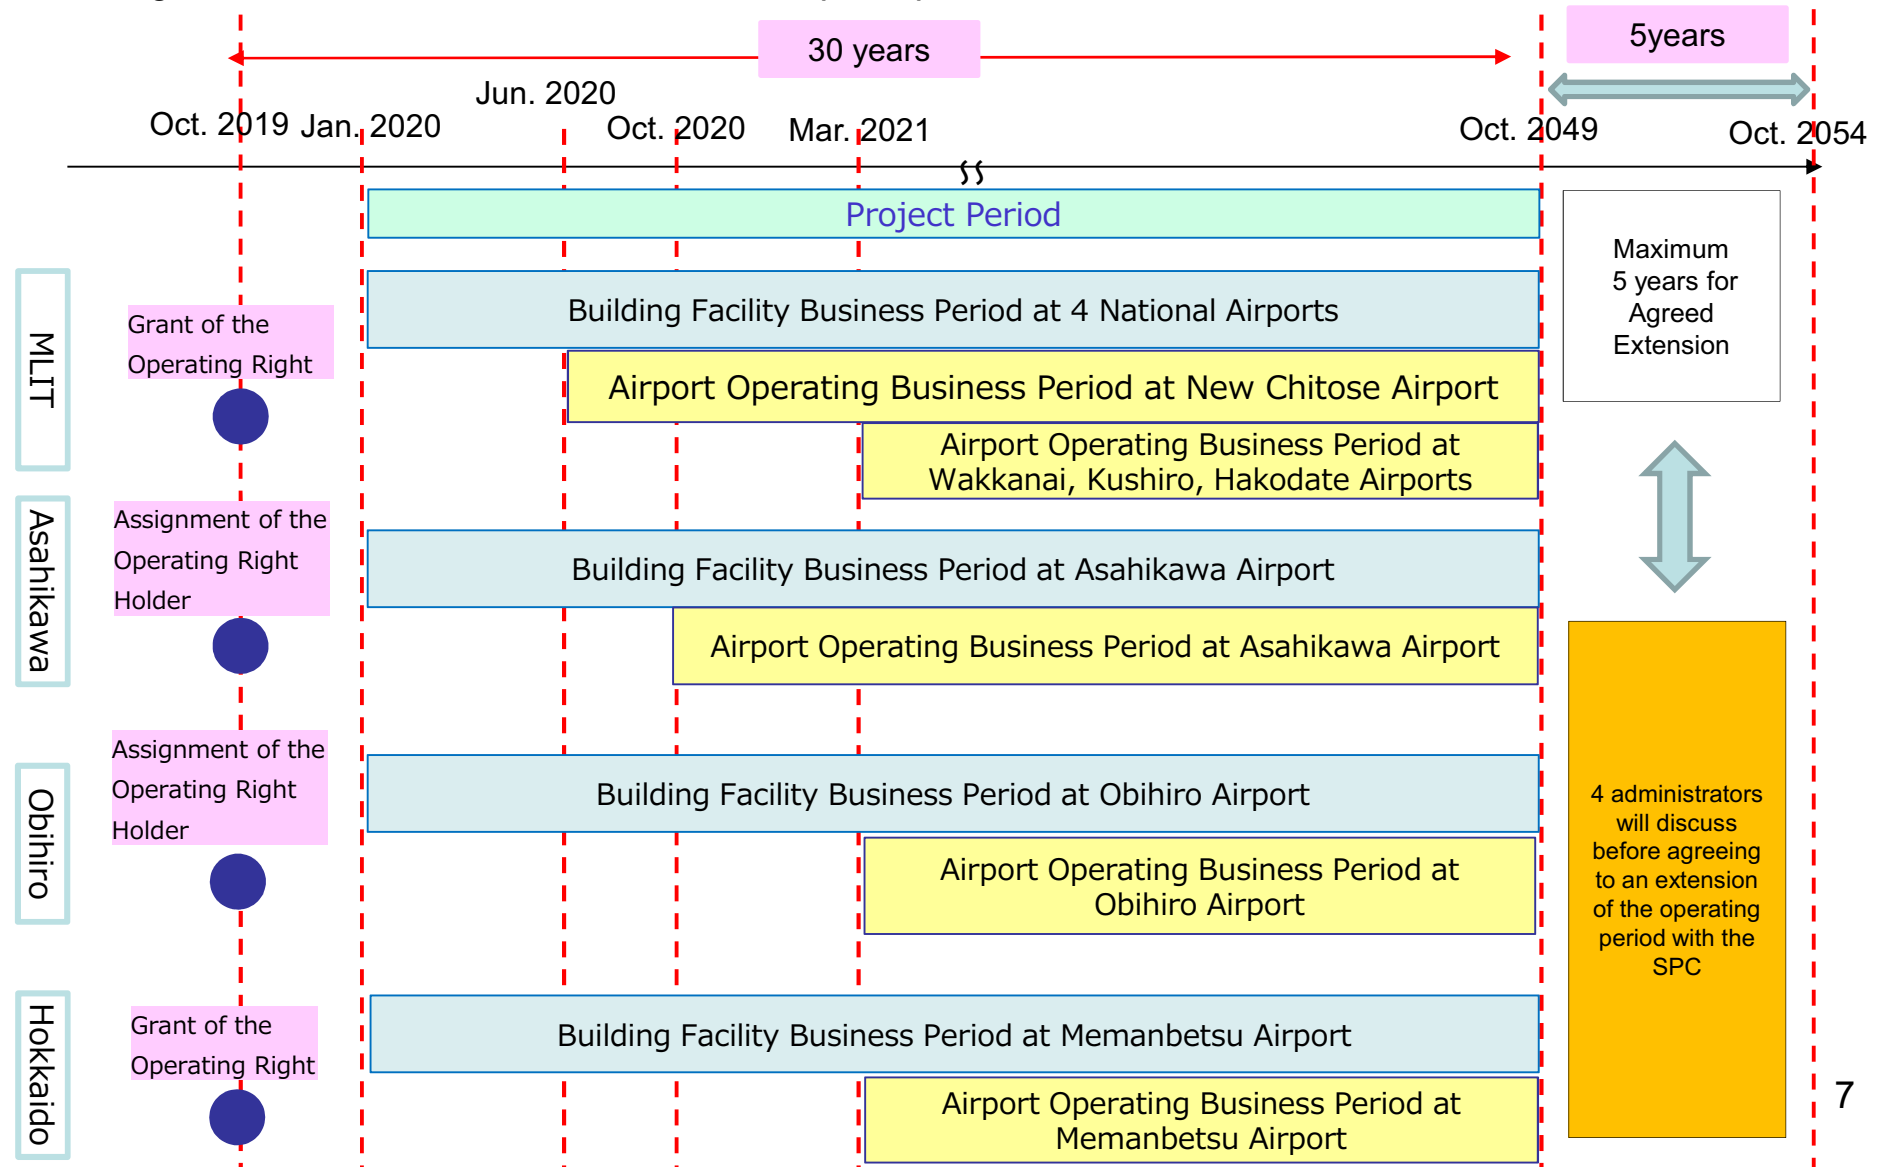 30 years
5years
Jun. 2020
Oct. 2019
Jan. 2020
Oct. 2020
Mar. 2021
Oct. 2049
Oct. 2054
Project Period
Maximum
5 years for
Agreed
Extension
MLIT
Grant of the
Operating Right
Building Facility Business Period at 4 National Airports
Airport Operating Business Period at New Chitose Airport
Airport Operating Business Period at
Wakkanai, Kushiro, Hakodate Airports
Asahikawa
Assignment of the
Operating Right
Holder
Building Facility Business Period at Asahikawa Airport
Airport Operating Business Period at Asahikawa Airport
Obihiro
Assignment of the
Operating Right
Holder
Building Facility Business Period at Obihiro Airport
Airport Operating Business Period at
Obihiro Airport
4 administrators
will discuss
before agreeing
to an extension
of the operating
period with the
SPC
Hokkaido
Grant of the
Operating Right
Building Facility Business Period at Memanbetsu Airport
Airport Operating Business Period at
Memanbetsu Airport
7